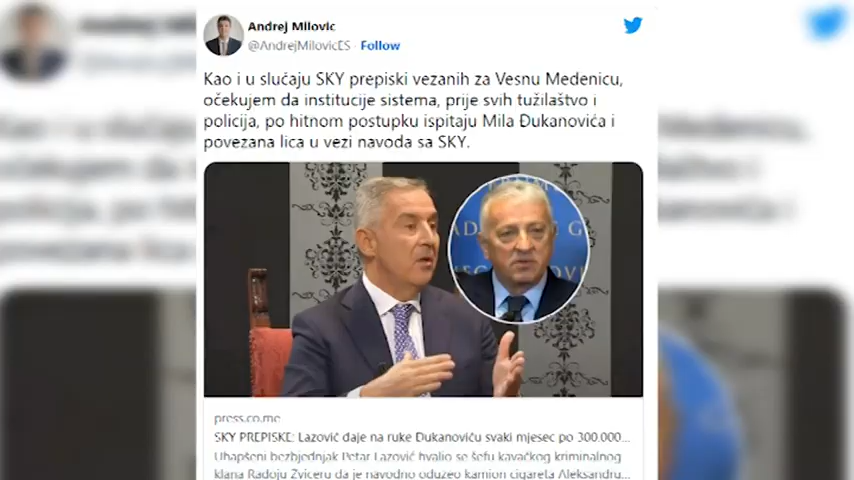 Andrej Milovic
@AndrejMilovicES · Follow
Kao i u slućaju SKY prepiski vezanih za Vesnu Medenicu,
očekujem da institucije sistema, prije svih tužilaštvo i
policija, po hitnom postupku ispitaju Mila Đukanovića i
povezana lica u vezi navoda sa SKY.
press.co.me
SKY PREPISKE: Lazović daje na ruke Đukanoviću svaki mjesec po 300.000...
Uhapšeni bezbjednjak Petar Lazović hvalio se šefu kavačkog kriminalnog
klana Radoju Zviceru da je navodno oduzeo kamion cigareta Aleksandru...